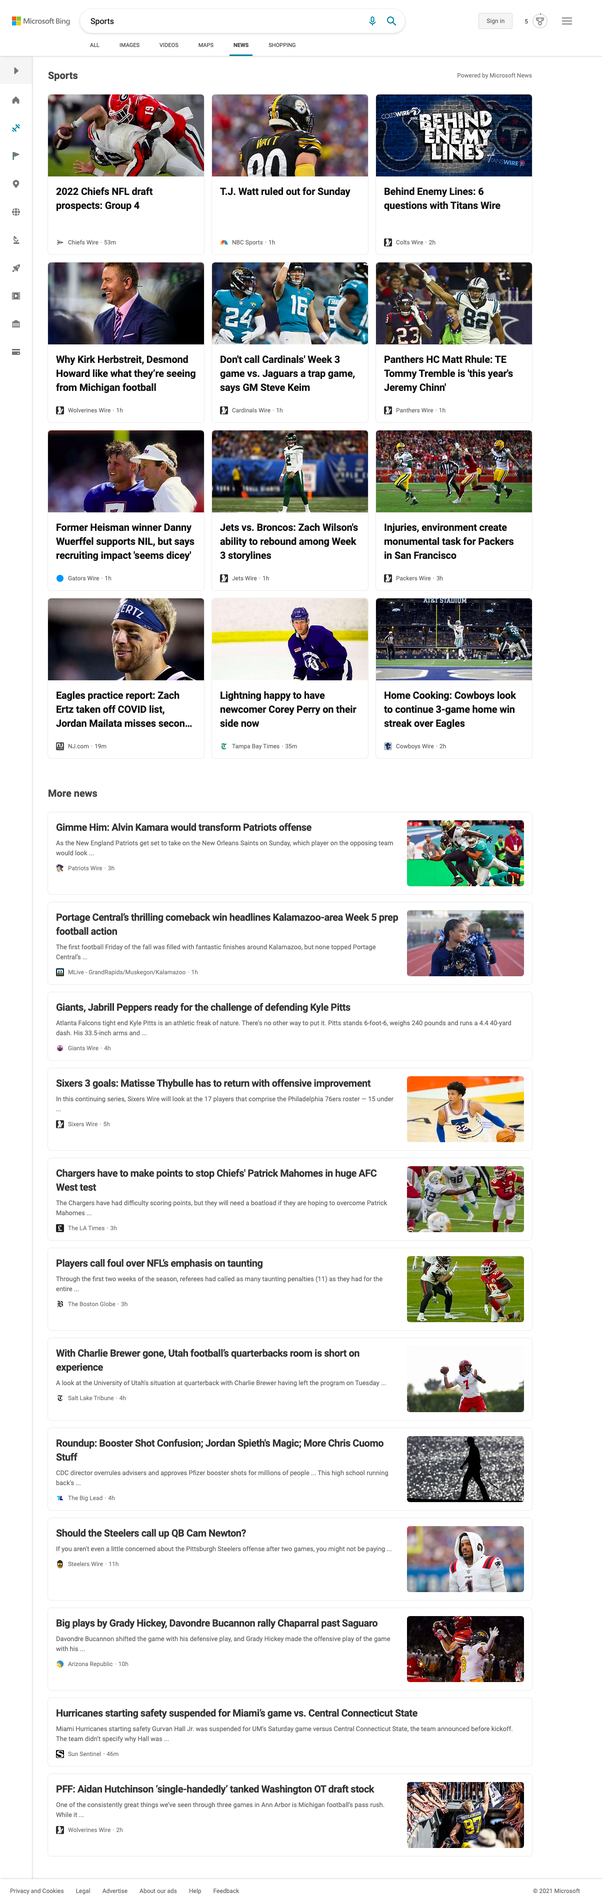 Microsoft Bing
Sports
Sign in
5
ALL IMAGES VIDEOS MAPS NEWS SHOPPING
Sports
Powered by Microsoft News
19
WATT
90
COLTSWIRE
BEHIND
ENEMY
LINES
TITANSWIRE
2022 Chiefs NFL draft
prospects: Group 4
Chiefs Wire · 53m
T.J. Watt ruled out for Sunday
NBC Sports · 1h
Behind Enemy Lines: 6
questions with Titans Wire
Colts Wire · 2h
24
16
23
82
Why Kirk Herbstreit, Desmond
Howard like what they're seeing
from Michigan football
Wolverines Wire · 1h
Don't call Cardinals' Week 3
game vs. Jaguars a trap game,
says GM Steve Keim
Cardinals Wire · 1h
Panthers HC Matt Rhule: TE
Tommy Tremble is 'this year's
Jeremy Chinn'
Panthers Wire · 1h
Former Heisman winner Danny
Wuerffel supports NIL, but says
recruiting impact 'seems dicey'
Gators Wire · 1h
Jets vs. Broncos: Zach Wilson's
ability to rebound among Week
3 storylines
Jets Wire · 1h
Injuries, environment create
monumental task for Packers
in San Francisco
Packers Wire · 3h
ERTZ
AT&T STADIUM
Eagles practice report: Zach
Ertz taken off COVID list,
Jordan Mailata misses secon...
NJ.com · 19m
Lightning happy to have
newcomer Corey Perry on their
side now
Tampa Bay Times · 35m
Home Cooking: Cowboys look
to continue 3-game home win
streak over Eagles
Cowboys Wire · 2h
More news
Gimme Him: Alvin Kamara would transform Patriots offense
As the New England Patriots get set to take on the New Orleans Saints on Sunday, which player on the opposing team
would look ...
Patriots Wire · 3h
Portage Central's thrilling comeback win headlines Kalamazoo-area Week 5 prep
football action
The first football Friday of the fall was filled with fantastic finishes around Kalamazoo, but none topped Portage
Central's ...
MLive - GrandRapids/Muskegon/Kalamazoo · 1h
Giants, Jabrill Peppers ready for the challenge of defending Kyle Pitts
Atlanta Falcons tight end Kyle Pitts is an athletic freak of nature. There's no other way to put it. Pitts stands 6-foot-6, weighs 240 pounds and runs a 4.4 40-yard
dash. His 33.5-inch arms and ...
Giants Wire · 4h
Sixers 3 goals: Matisse Thybulle has to return with offensive improvement
In this continuing series, Sixers Wire will look at the 17 players that comprise the Philadelphia 76ers roster — 15 under
...
Sixers Wire · 5h
22
Chargers have to make points to stop Chiefs' Patrick Mahomes in huge AFC
West test
The Chargers have had difficulty scoring points, but they will need a boatload if they are hoping to overcome Patrick
Mahomes ...
The LA Times · 3h
98
Players call foul over NFL's emphasis on taunting
Through the first two weeks of the season, referees had called as many taunting penalties (11) as they had for the
entire ...
The Boston Globe · 3h
With Charlie Brewer gone, Utah football's quarterbacks room is short on
experience
A look at the University of Utah's situation at quarterback with Charlie Brewer having left the program on Tuesday ...
Salt Lake Tribune · 4h
7
Roundup: Booster Shot Confusion; Jordan Spieth's Magic; More Chris Cuomo
Stuff
CDC director overrules advisers and approves Pfizer booster shots for millions of people ... This high school running
back's ...
The Big Lead · 4h
Should the Steelers call up QB Cam Newton?
If you aren't even a little concerned about the Pittsburgh Steelers offense after two games, you might not be paying ...
Steelers Wire · 11h
1
Big plays by Grady Hickey, Davondre Bucannon rally Chaparral past Saguaro
Davondre Bucannon shifted the game with his defensive play, and Grady Hickey made the offensive play of the game
with his ...
Arizona Republic · 10h
Hurricanes starting safety suspended for Miami's game vs. Central Connecticut State
Miami Hurricanes starting safety Gurvan Hall Jr. was suspended for UM's Saturday game versus Central Connecticut State, the team announced before kickoff.
The team didn't specify why Hall was ...
Sun Sentinel · 46m
PFF: Aidan Hutchinson 'single-handedly' tanked Washington OT draft stock
One of the consistently great things we've seen through three games in Ann Arbor is Michigan football's pass rush.
While it ...
Wolverines Wire · 2h
97
Privacy and Cookies Legal Advertise About our ads Help Feedback
© 2021 Microsoft